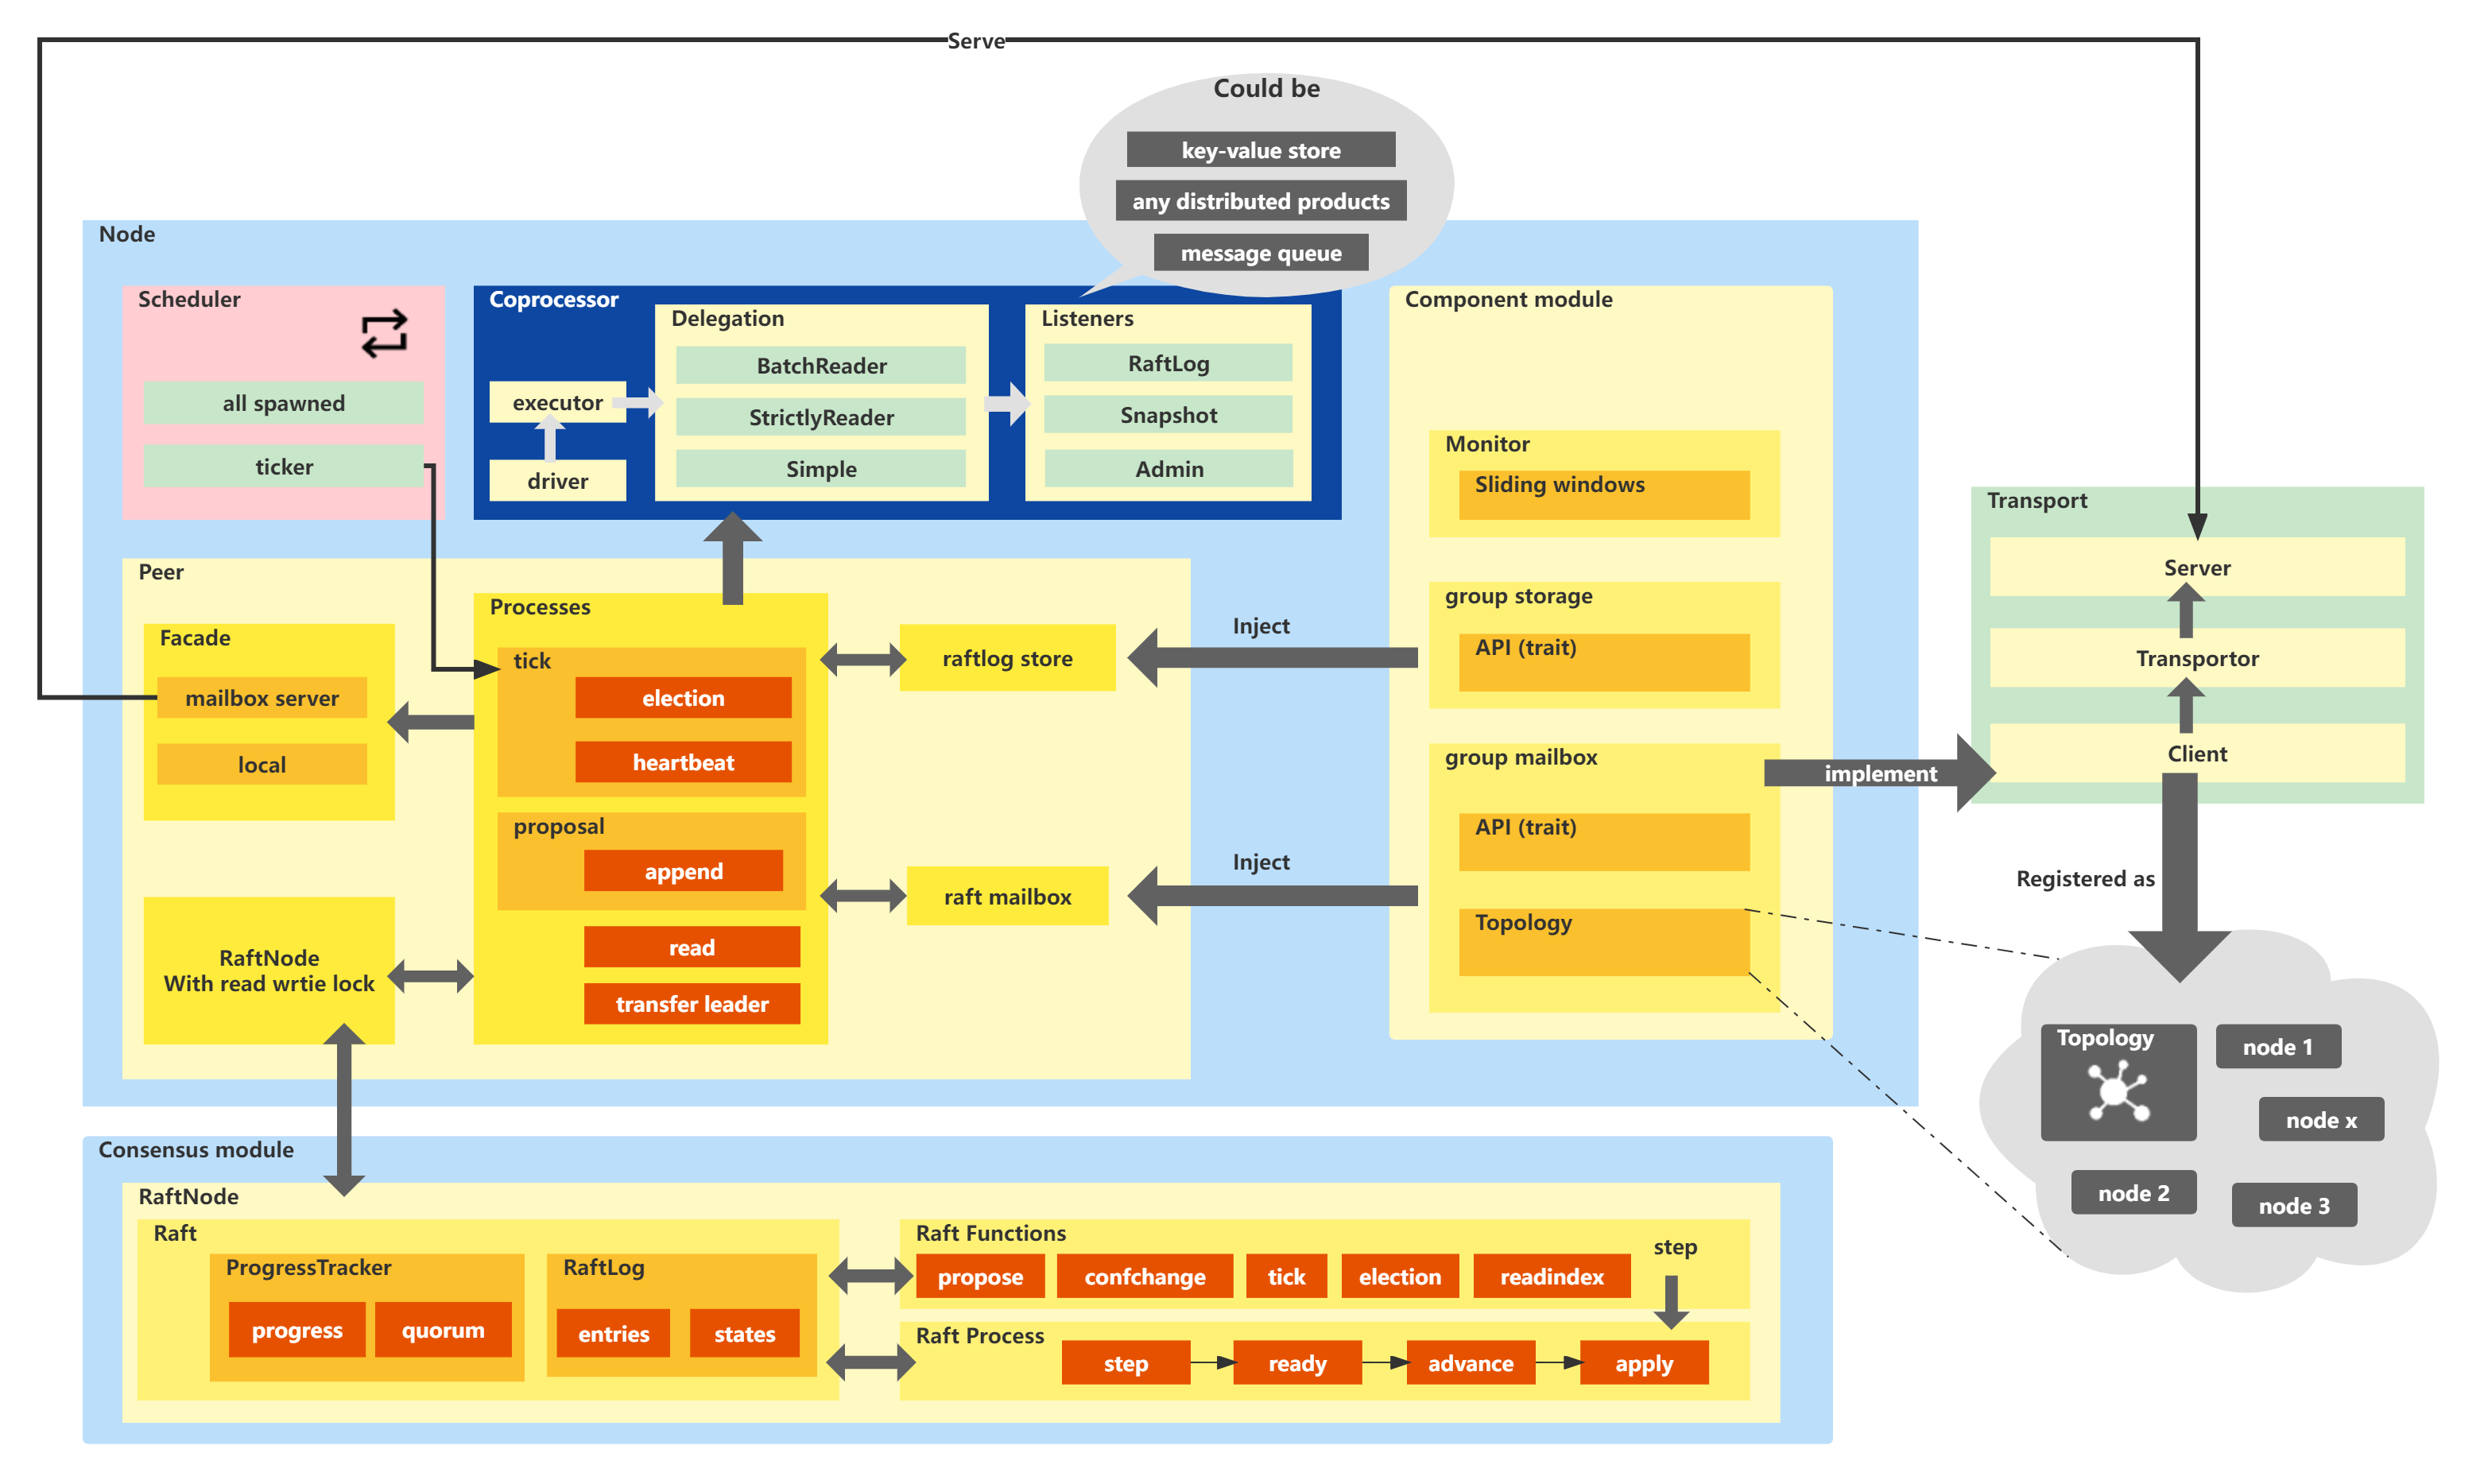 Serve
Could be
key-value store
any distributed products
message queue
Node
Scheduler
all spawned
ticker
Coprocessor
executor
driver
Delegation
BatchReader
StrictlyReader
Simple
Listeners
RaftLog
Snapshot
Admin
Component module
Monitor
Sliding windows
group storage
API (trait)
group mailbox
API (trait)
Topology
Peer
Facade
mailbox server
local
RaftNode
With read wrtie lock
Processes
tick
election
heartbeat
proposal
append
read
transfer leader
raftlog store
raft mailbox
Inject
Inject
implement
Transport
Server
Transportor
Client
Registered as
Topology
node 1
node x
node 2
node 3
Consensus module
RaftNode
Raft
ProgressTracker
progress
quorum
RaftLog
entries
states
Raft Functions
propose
confchange
tick
election
readindex
step
Raft Process
step
ready
advance
apply